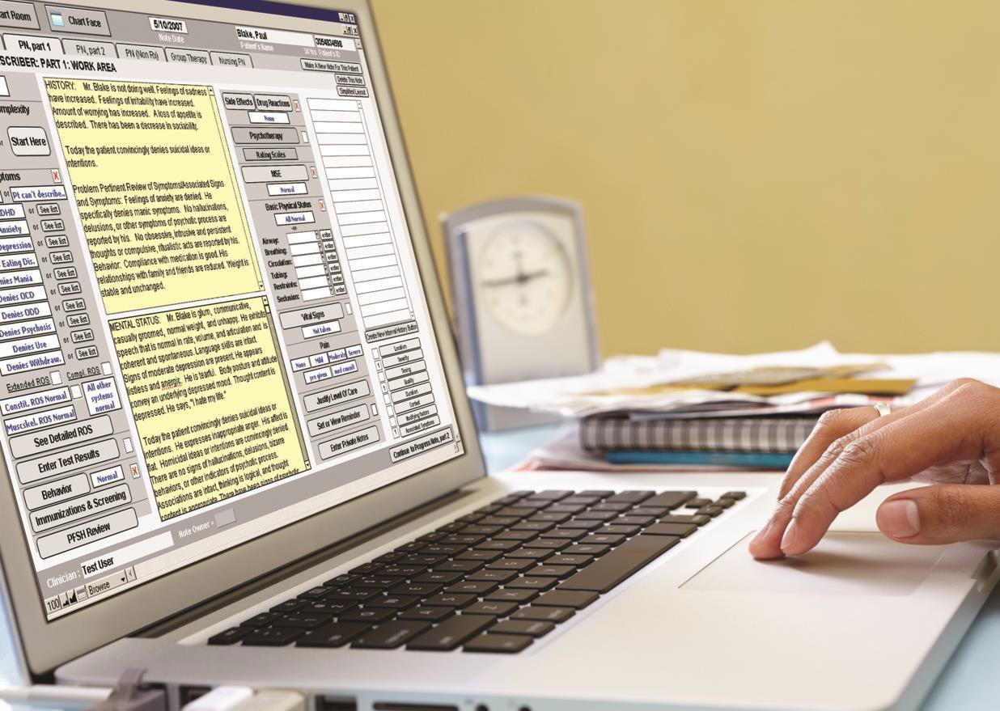 art Room
Chart Face
5/10/2007
Note Date
Blake, Paul
Patient's Name
3054834598
34 Yrs Patient's ID
PN, part 1
PN, part 2
PN (Non Rx)
Group Therapy
Nursing PN
Make A New Note For This Patient
Delete This Note
Simplified Layout
SCRIBER: PART 1: WORK AREA
omplexity
or
Start Here
ptoms
or Pt can't describe..
DHD or See list
Anxiety or See list
Depression or See list
Eating Dis. or See list
nies Mania or See list
Denies OCD or See list
Denies ODD or See list
Denies Psychosis or See list
Denies Use or See list
Denies Withdraw. or See list
Extended ROS
Compl. ROS
Constit. ROS Normal
Muscskel. ROS Normal
All other
systems
normal
See Detailed ROS
Enter Test Results
Behavior
Normal
Immunizations & Screening
PFSH Review
HISTORY: Mr. Blake is not doing well. Feelings of sadness
have increased. Feelings of irritability have increased.
Amount of worrying has increased. A loss of appetite is
described. There has been a decrease in sociability.
Today the patient convincingly denies suicidal ideas or
intentions.
Problem Pertinent Review of Symptoms/Associated Signs
and Symptoms: Feelings of anxiety are denied. He
specifically denies manic symptoms. No hallucinations,
delusions, or other symptoms of psychotic process are
reported by his. No obsessive, intrusive and persistent
thoughts or compulsive, ritualistic acts are reported by his.
Behavior: Compliance with medication is good. His
relationships with family and friends are reduced. Weight is
stable and unchanged.
MENTAL STATUS: Mr. Blake is glum, communicative,
casually groomed, normal weight, and unhappy. He exhibits
speech that is normal in rate, volume, and articulation and is
coherent and spontaneous. Language skills are intact.
Signs of moderate depression are present. He appears
listless and anergic. He is tearful. Body posture and attitude
convey an underlying depressed mood. Thought content is
depressed. He says, "I hate my life."
Today the patient convincingly denies suicidal ideas or
intentions. He expresses inappropriate anger. His affect is
flat. Homicidal ideas or intentions are convincingly denied.
There are no signs of hallucinations, delusions, bizarre
behaviors, or other indicators of psychotic process.
Associations are intact, thinking is logical, and thought
content is appropriate. There have been signs of
Side Effects
Drug Reactions
None
Psychotherapy
Rating Scales
MSE
Normal
Basic Physical Status
All Normal
-or-
Airway: enter
Breathing: enter
Circulation: enter
Tubing: enter
Restraints: enter
Seclusion: enter
Vital Signs
Not taken
Pain
None Mild Moderate Severe
prn given med consult
Justify Level Of Care
Set or View Reminder
Enter Private Notes
Create New Interval History Button
Location
Severity
Timing
Quality
Duration
Context
Modifying factors
Associated Symptoms
Continue to Progress Note, part 2
Clinician : Test User
Note Owner =
100
Browse